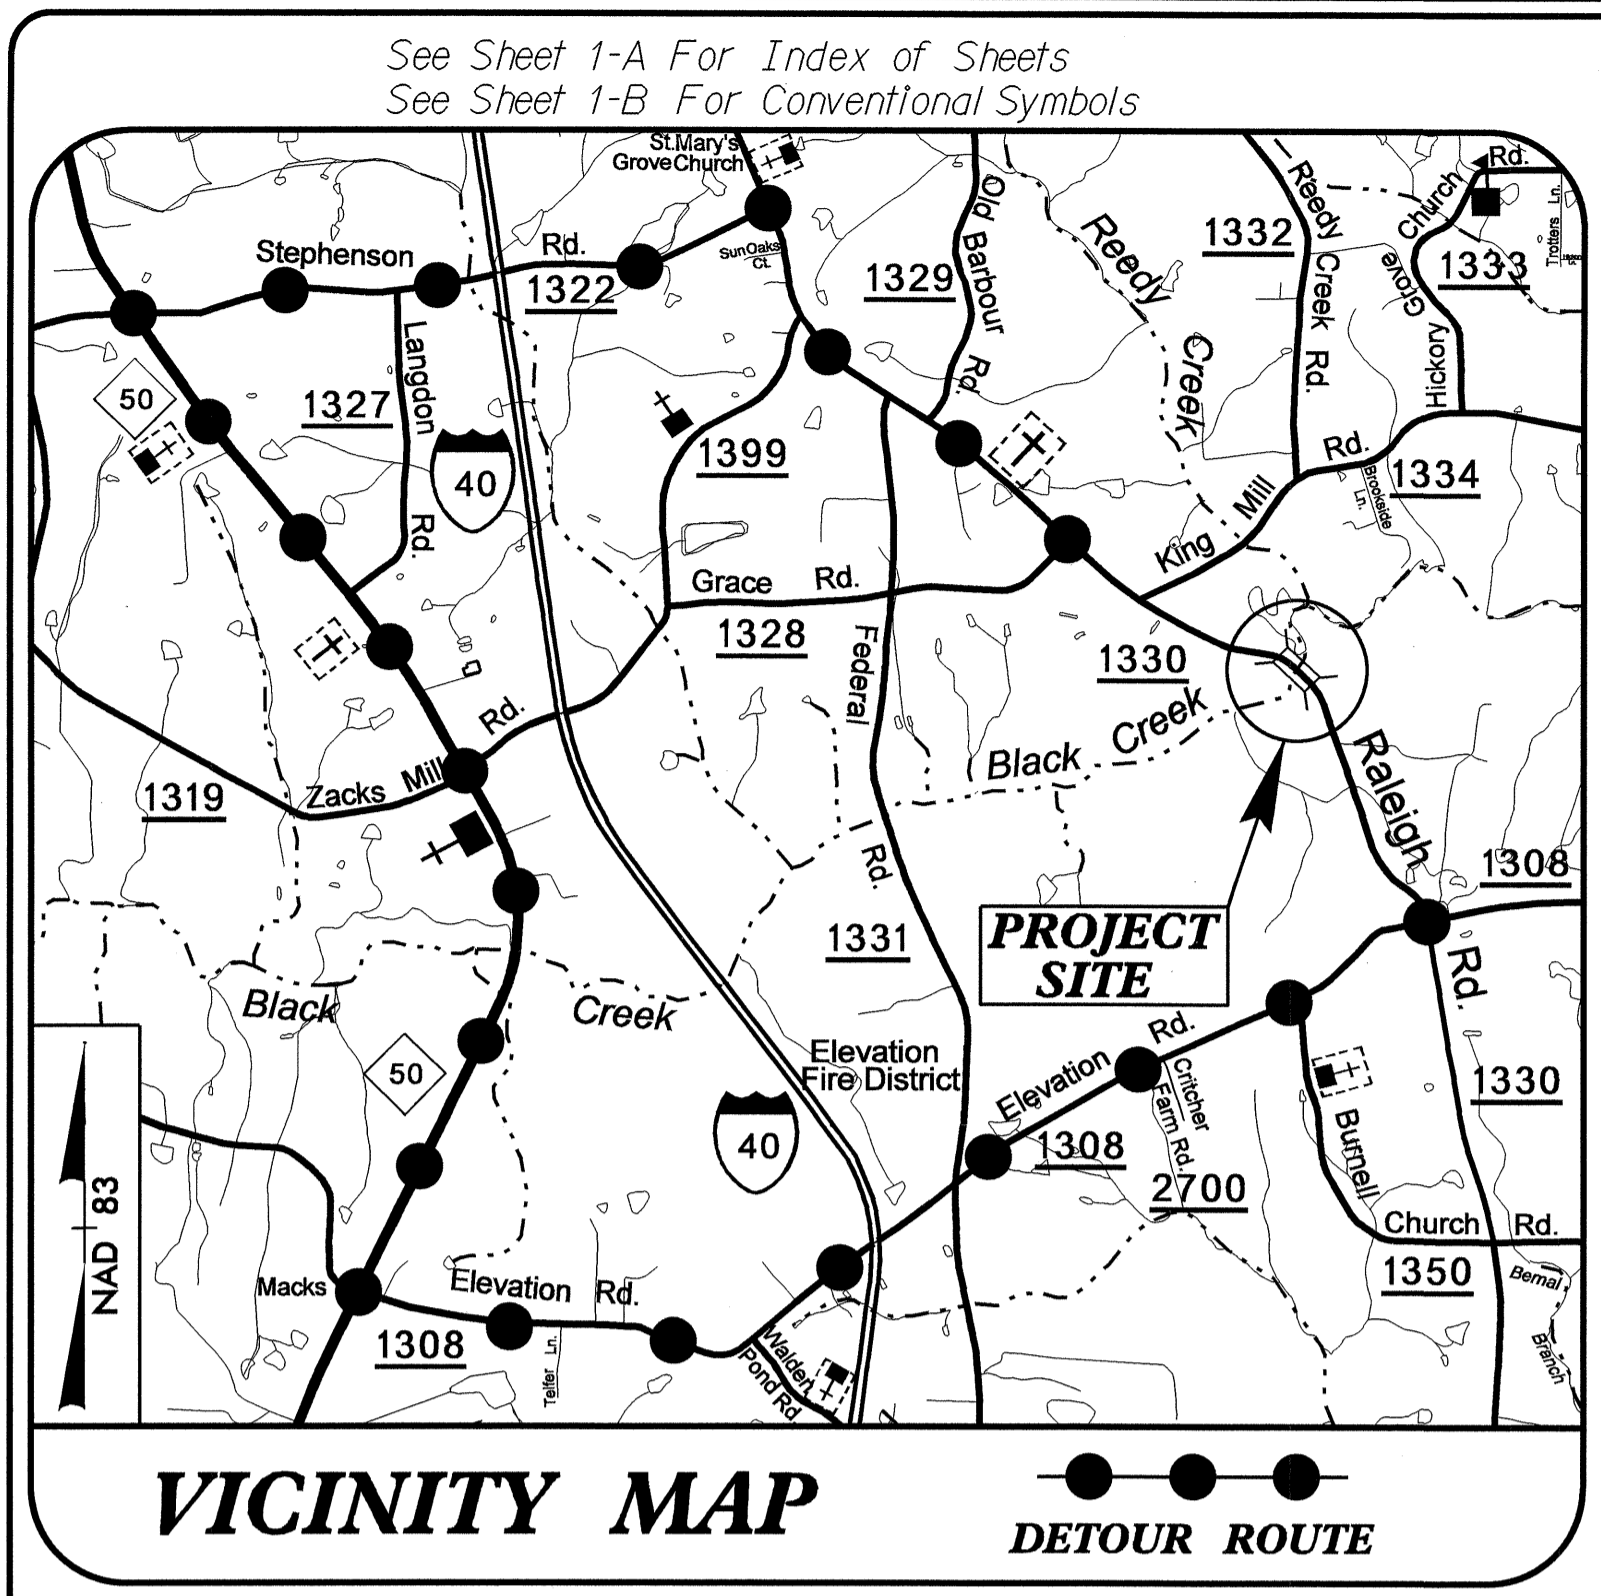 See Sheet 1-A For Index of Sheets
See Sheet 1-B For Conventional Symbols
St.Mary's
Grove Church
Rd.
Church
Grove
Hickory
Trotters Ln.
Old Barbour Rd.
Reedy Creek
Reedy Creek Rd.
1332
1333
Stephenson Rd.
Sun Oaks
Ct.
1322
1329
50
Langdon Rd.
1327
40
1399
Rd.
1334
Brookside
Ln.
King Mill
Grace Rd.
1328
Federal Rd.
1330
Black Creek
Zacks Mill Rd.
1319
Raleigh Rd.
1308
1331
PROJECT
SITE
Black Creek
50
Elevation
Fire District
Elevation Rd.
Critcher
Farm Rd.
1308
2700
1330
Burnell
Church Rd.
1350
40
NAD 83
Macks
Elevation Rd.
1308
Telfer Ln.
Walden
Pond Rd.
Bernal
Branch
VICINITY MAP
DETOUR ROUTE